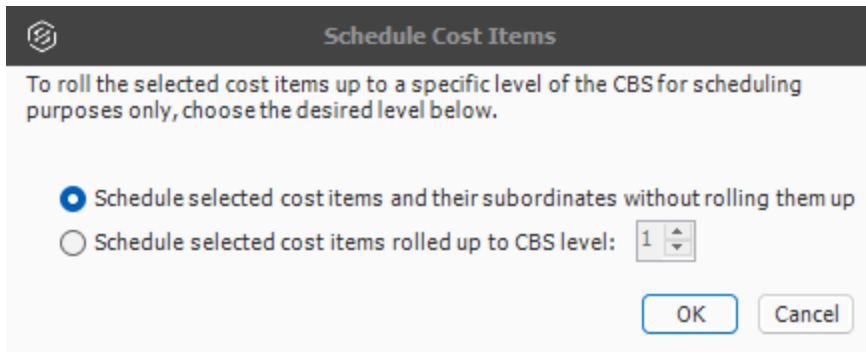 Schedule Cost Items
To roll the selected cost items up to a specific level of the CBS for scheduling
purposes only, choose the desired level below.
Schedule selected cost items and their subordinates without rolling them up
Schedule selected cost items rolled up to CBS level: 1
OK Cancel